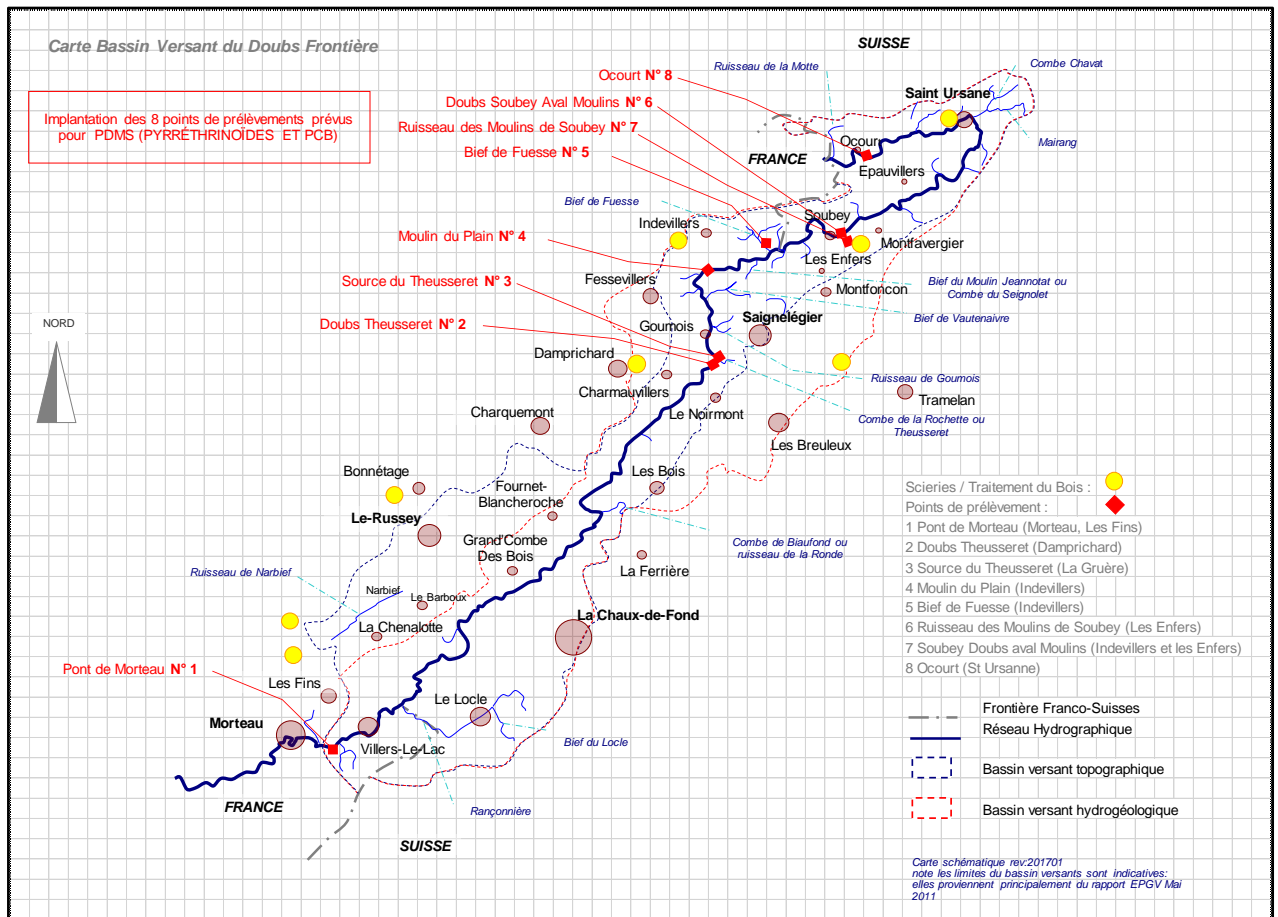 Carte Bassin Versant du Doubs Frontière
SUISSE
Implantation des 8 points de prélèvements prévus
pour PDMS (PYRRÉTHRINOÏDES ET PCB)
Ruisseau de la Motte
Combe Chavat
Ocourt N° 8
Saint Ursane
Doubs Soubey Aval Moulins N° 6
Ruisseau des Moulins de Soubey N° 7
Mairang
Ocourt
FRANCE
Bief de Fuesse N° 5
Epauvillers
Bief de Fuesse
Indevillers
Soubey
Moulin du Plain N° 4
Montfavergier
Les Enfers
Source du Theusseret N° 3
Fessevillers
Montfoncon
Bief du Moulin Jeannotat ou
Combe du Seignolet
Bief de Vautenaivre
NORD
Doubs Theusseret N° 2
Goumois
Saignelégier
Damprichard
Ruisseau de Goumois
Charmauvillers
Tramelan
Charquemont
Le Noirmont
Combe de la Rochette ou
Theusseret
Les Breuleux
Bonnétage
Les Bois
Fournet-
Blancheroche
Le-Russey
Grand'Combe
Des Bois
Combe de Biaufond ou
ruisseau de la Ronde
La Ferrière
Ruisseau de Narbief
Narbief
Le Barboux
La Chenalotte
La Chaux-de-Fond
Pont de Morteau N° 1
Les Fins
Le Locle
Morteau
Villers-Le-Lac
Bief du Locle
FRANCE
Rançonnière
SUISSE
Scieries / Traitement du Bois :
Points de prélèvement :
1 Pont de Morteau (Morteau, Les Fins)
2 Doubs Theusseret (Damprichard)
3 Source du Theusseret (La Gruère)
4 Moulin du Plain (Indevillers)
5 Bief de Fuesse (Indevillers)
6 Ruisseau des Moulins de Soubey (Les Enfers)
7 Soubey Doubs aval Moulins (Indevillers et les Enfers)
8 Ocourt (St Ursanne)
Frontière Franco-Suisses
Réseau Hydrographique
Bassin versant topographique
Bassin versant hydrogéologique
Carte schématique rev:201701
note les limites du bassin versants sont indicatives:
elles proviennent principalement du rapport EPGV Mai
2011